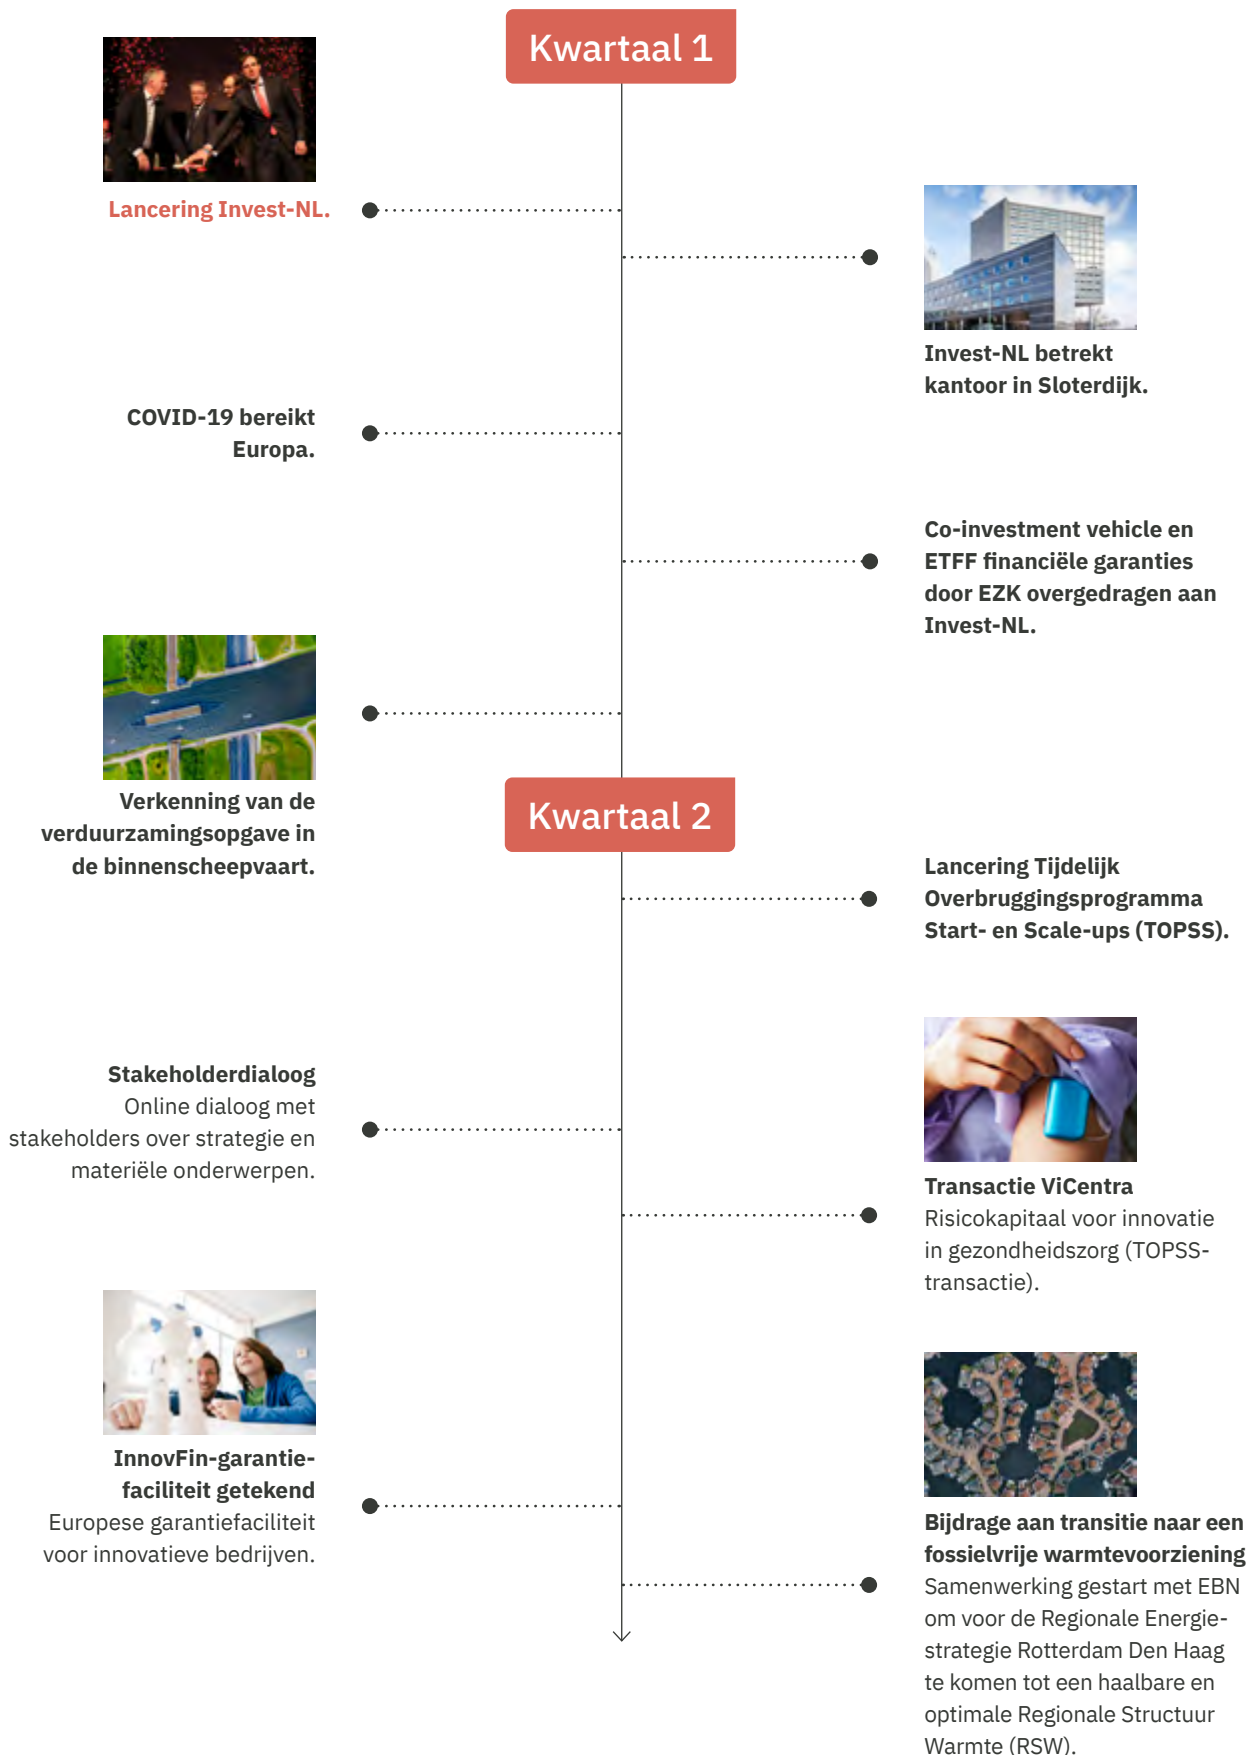 Kwartaal 1
Lancering Invest-NL.
Invest-NL betrekt
kantoor in Sloterdijk.
COVID-19 bereikt
Europa.
Co-investment vehicle en
ETFF financiële garanties
door EZK overgedragen aan
Invest-NL.
Verkenning van de
verduurzamingsopgave in
de binnenscheepvaart.
Kwartaal 2
Lancering Tijdelijk
Overbruggingsprogramma
Start- en Scale-ups (TOPSS).
Stakeholderdialoog
Online dialoog met
stakeholders over strategie en
materiële onderwerpen.
Transactie ViCentra
Risicokapitaal voor innovatie
in gezondheidszorg (TOPSS-
transactie).
InnovFin-garantie-
faciliteit getekend
Europese garantiefaciliteit
voor innovatieve bedrijven.
Bijdrage aan transitie naar een
fossielvrije warmtevoorziening
Samenwerking gestart met EBN
om voor de Regionale Energie-
strategie Rotterdam Den Haag
te komen tot een haalbare en
optimale Regionale Structuur
Warmte (RSW).